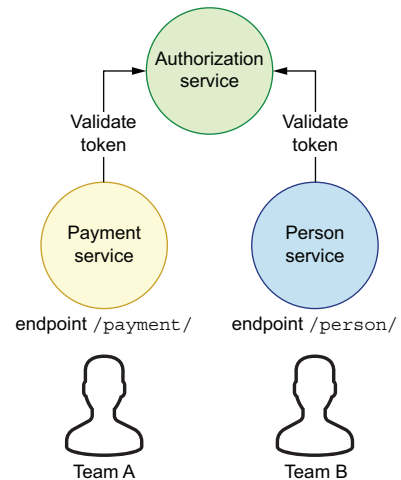 Authorization
service
Validate
token
Validate
token
Payment
service
Person
service
endpoint /payment/
endpoint /person/
Team A
Team B